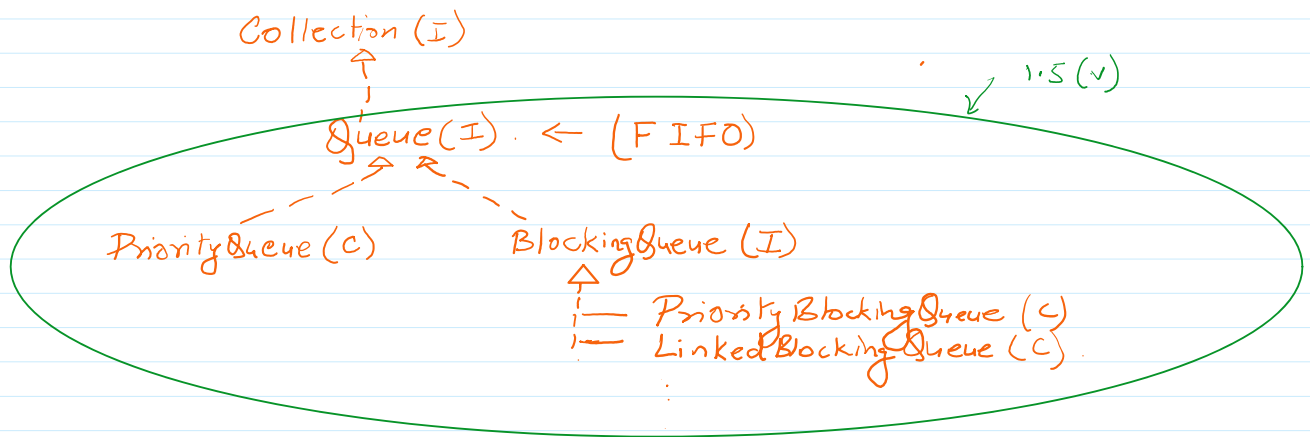 Collection (I)
1.5 (v)
Queue (I) . ← (FIFO)
PriorityQueue (C)
BlockingQueue (I)
PriorityBlockingQueue (C)
LinkedBlockingQueue (C)